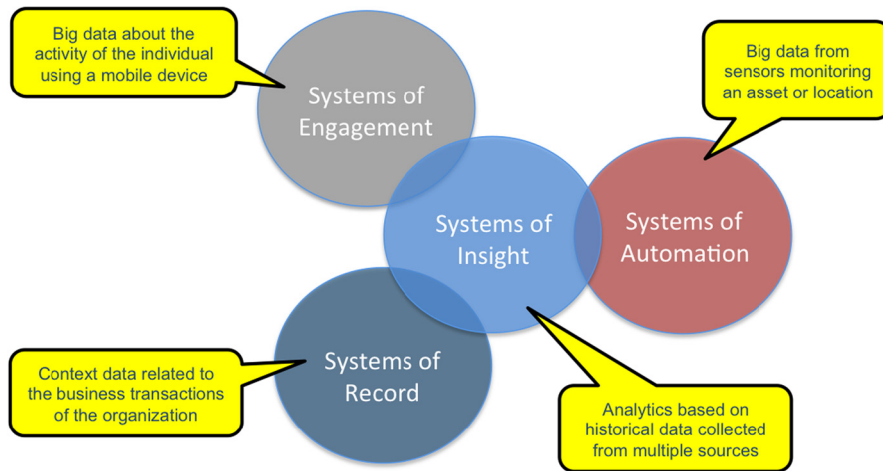 Big data about the
activity of the individual
using a mobile device
Systems of
Engagement
Big data from
sensors monitoring
an asset or location
Systems of
Insight
Systems of
Automation
Systems of
Record
Context data related to
the business transactions
of the organization
Analytics based on
historical data collected
from multiple sources